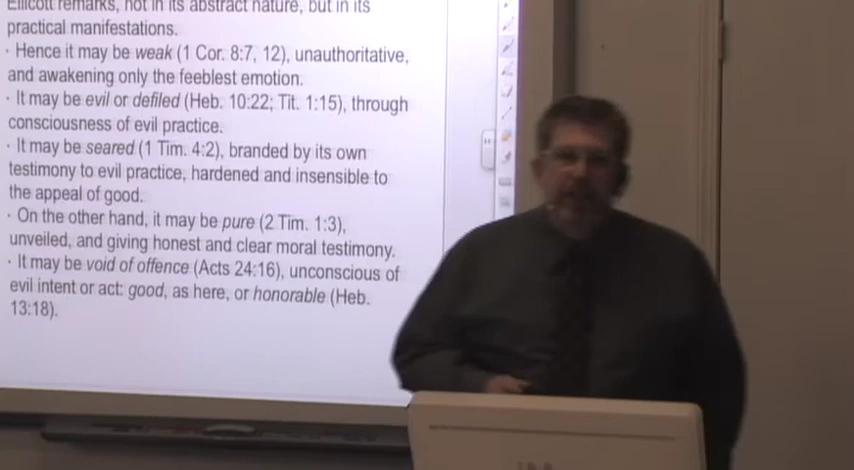 Ellicott remarks, not in its abstract nature, but in its
practical manifestations.
· Hence it may be weak (1 Cor. 8:7, 12), unauthoritative,
and awakening only the feeblest emotion.
· It may be evil or defiled (Heb. 10:22; Tit. 1:15), through
consciousness of evil practice.
· It may be seared (1 Tim. 4:2), branded by its own
testimony to evil practice, hardened and insensible to
the appeal of good.
· On the other hand, it may be pure (2 Tim. 1:3),
unveiled, and giving honest and clear moral testimony.
· It may be void of offence (Acts 24:16), unconscious of
evil intent or act: good, as here, or honorable (Heb.
13:18).